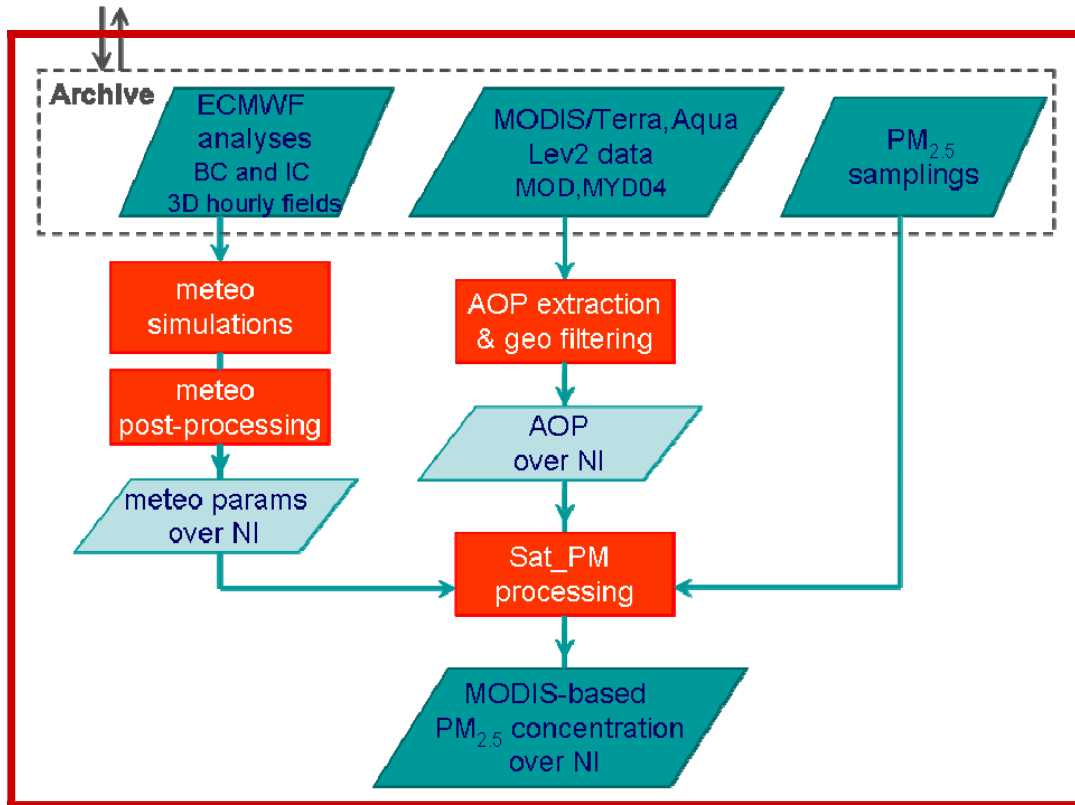 Archive
ECMWF
analyses
BC and IC
3D hourly fields
MODIS/Terra,Aqua
Lev2 data
MOD,MYD04
PM2.5
samplings
meteo
simulations
AOP extraction
& geo filtering
meteo
post-processing
AOP
over NI
meteo params
over NI
Sat_PM
processing
MODIS-based
PM2.5 concentration
over NI